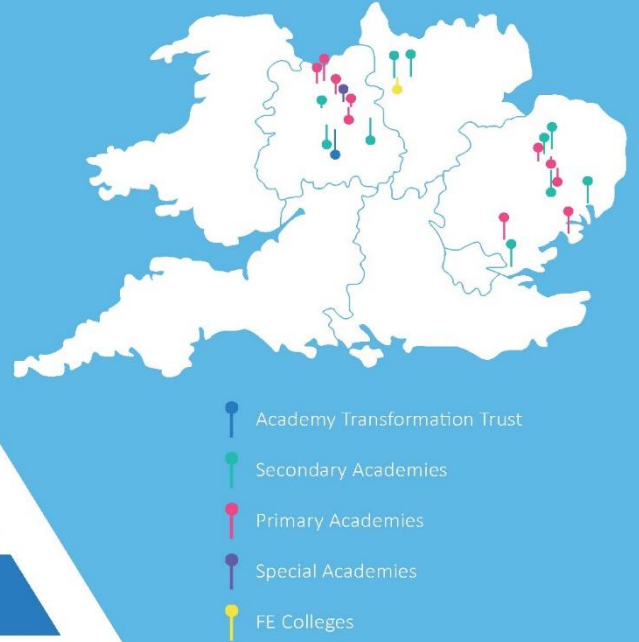 Academy Transformation Trust
Secondary Academies
Primary Academies
Special Academies
FE Colleges